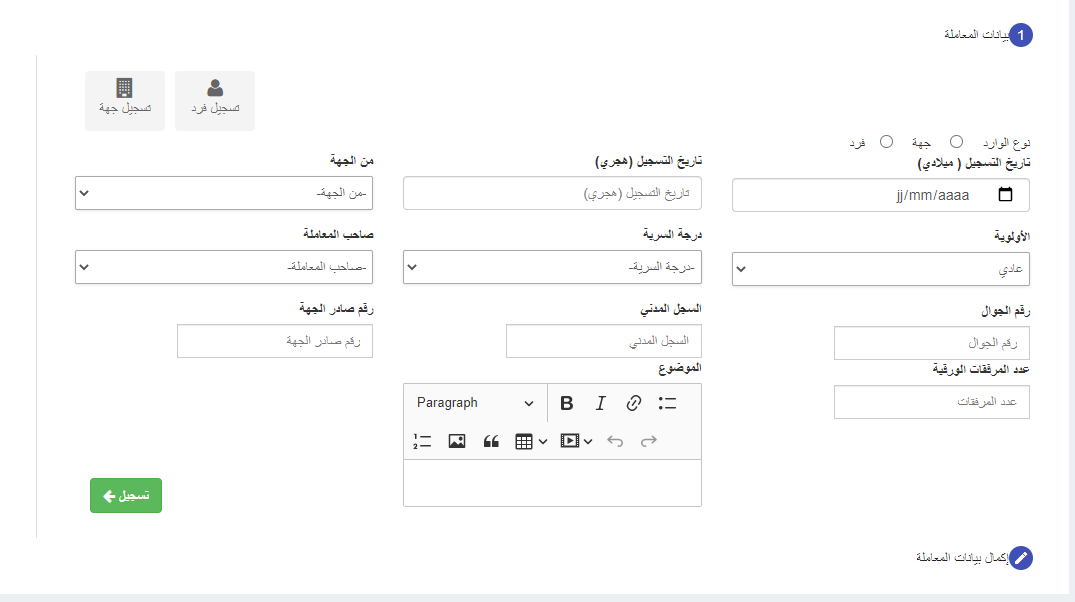 1 بيانات المعاملة
تسجيل فرد
تسجيل جهة
نوع الوارد جهة فرد
تاريخ التسجيل ( ميلادي)
تاريخ التسجيل (هجري)
من الجهة
jj/mm/aaaa
تاريخ التسجيل (هجري)
-من الجهة-
الأولوية
درجة السرية
صاحب المعاملة
عادي
-درجة السرية-
-صاحب المعاملة-
رقم الجوال
السجل المدني
رقم صادر الجهة
رقم الجوال
السجل المدني
رقم صادر الجهة
عدد المرفقات الورقية
الموضوع
عدد المرفقات
Paragraph
تسجيل
إكمال بيانات المعاملة